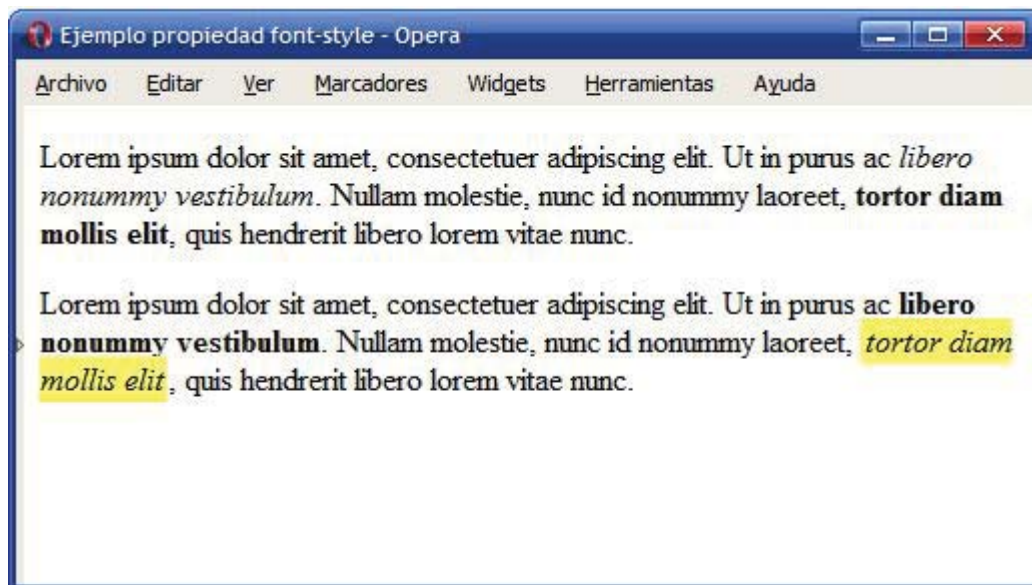 Ejemplo propiedad font-style - Opera
Archivo Editar Ver Marcadores Widgets Herramientas Ayuda
Lorem ipsum dolor sit amet, consectetuer adipiscing elit. Ut in purus ac libero
nonummy vestibulum. Nullam molestie, nunc id nonummy laoreet, tortor diam
mollis elit, quis hendrerit libero lorem vitae nunc.
Lorem ipsum dolor sit amet, consectetuer adipiscing elit. Ut in purus ac libero
nonummy vestibulum. Nullam molestie, nunc id nonummy laoreet, tortor diam
mollis elit, quis hendrerit libero lorem vitae nunc.